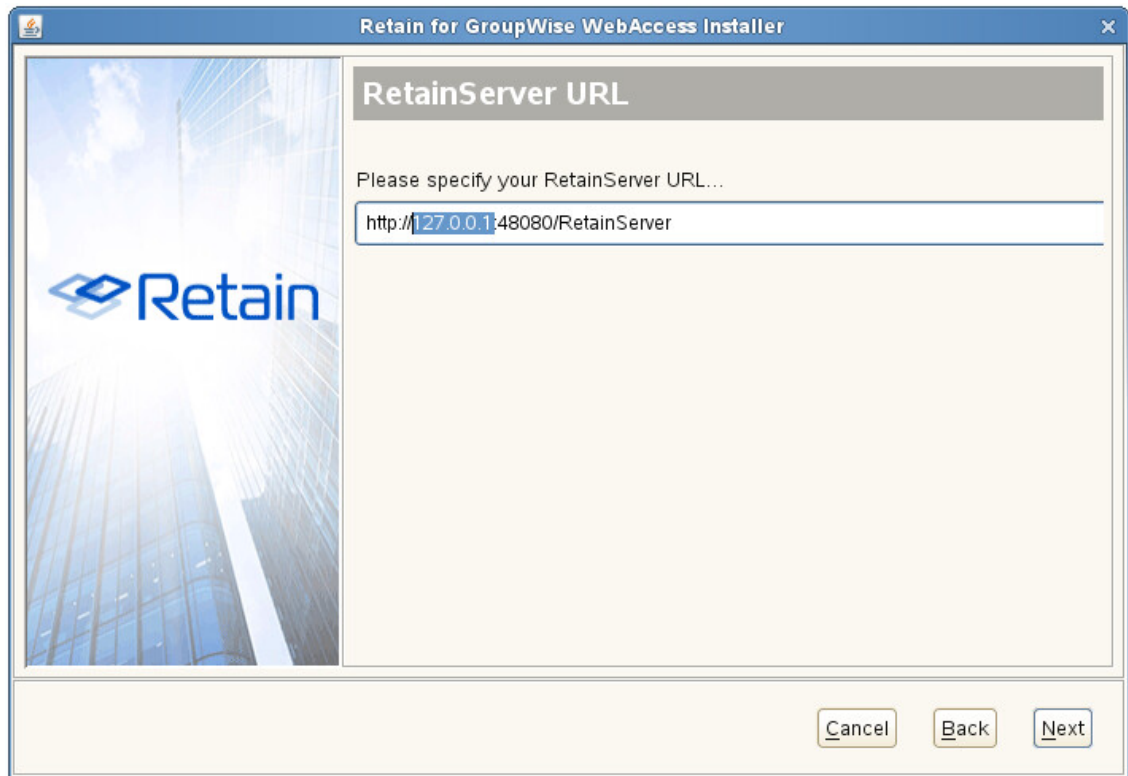 Retain for GroupWise WebAccess Installer
RetainServer URL
Please specify your RetainServer URL...
http://127.0.0.1:48080/RetainServer
Retain
Cancel Back Next